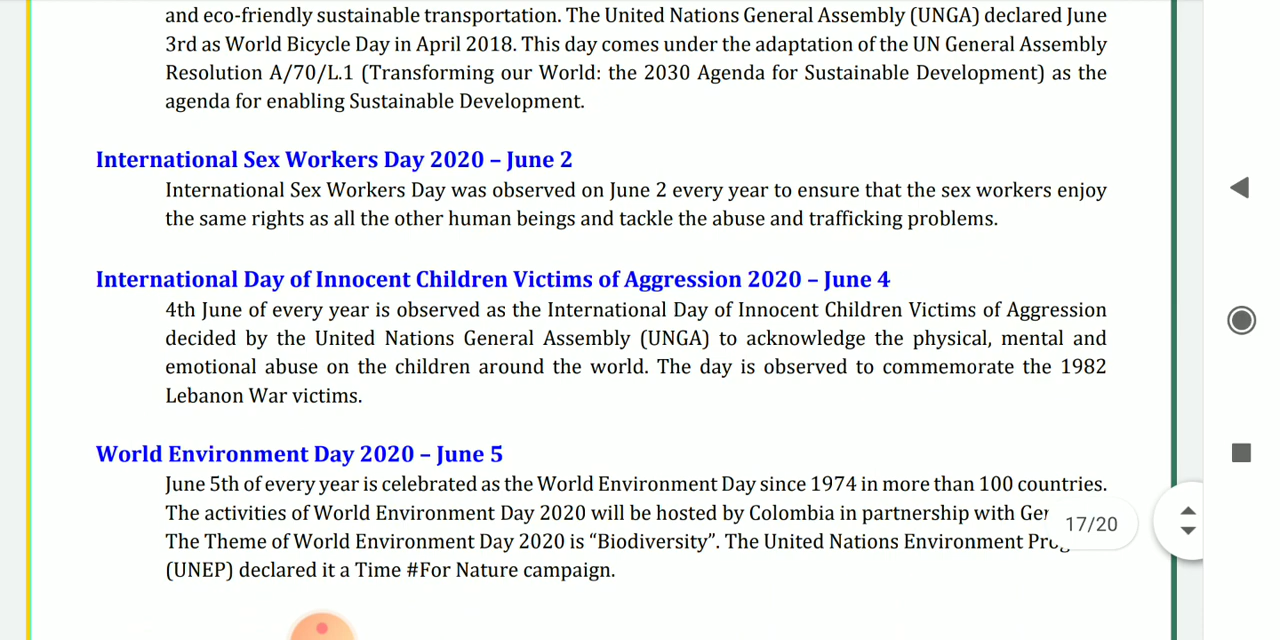 and eco-friendly sustainable transportation. The United Nations General Assembly (UNGA) declared June
3rd as World Bicycle Day in April 2018. This day comes under the adaptation of the UN General Assembly
Resolution A/70/L.1 (Transforming our World: the 2030 Agenda for Sustainable Development) as the
agenda for enabling Sustainable Development.
International Sex Workers Day 2020 – June 2
International Sex Workers Day was observed on June 2 every year to ensure that the sex workers enjoy
the same rights as all the other human beings and tackle the abuse and trafficking problems.
International Day of Innocent Children Victims of Aggression 2020 – June 4
4th June of every year is observed as the International Day of Innocent Children Victims of Aggression
decided by the United Nations General Assembly (UNGA) to acknowledge the physical, mental and
emotional abuse on the children around the world. The day is observed to commemorate the 1982
Lebanon War victims.
World Environment Day 2020 – June 5
June 5th of every year is celebrated as the World Environment Day since 1974 in more than 100 countries.
The activities of World Environment Day 2020 will be hosted by Colombia in partnership with
17/20
The Theme of World Environment Day 2020 is “Biodiversity”. The United Nations Environment
(UNEP) declared it a Time #For Nature campaign.